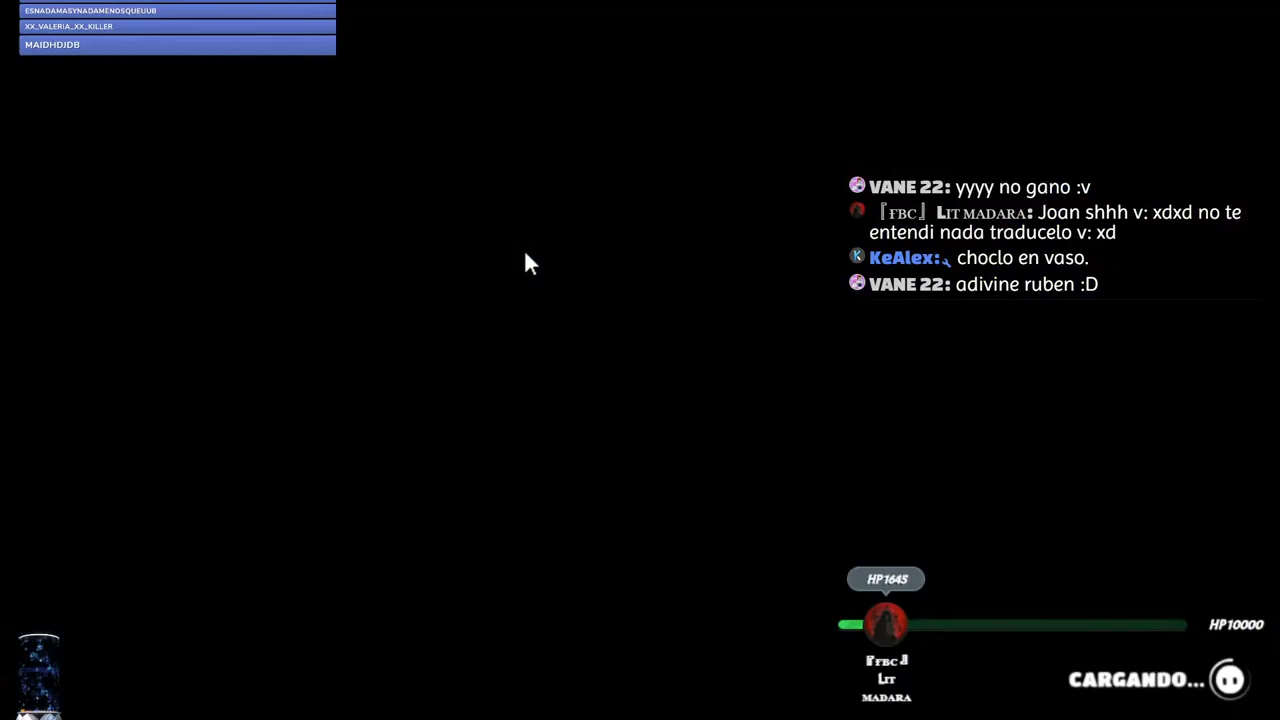 ESNADAMASYNADAMENOSQUEUUB
XX_VALERIA_XX_KILLER
MAIDHDJDB
VANE 22: yyyy no gano :v
『FBC』 LIT MADARA: Joan shhh v: xdxd no te
entendi nada traducelo v: xd
KeAlex: choclo en vaso.
VANE 22: adivine ruben :D
HP1645
HP10000
『FBC』
LIT
MADARA
CARGANDO...